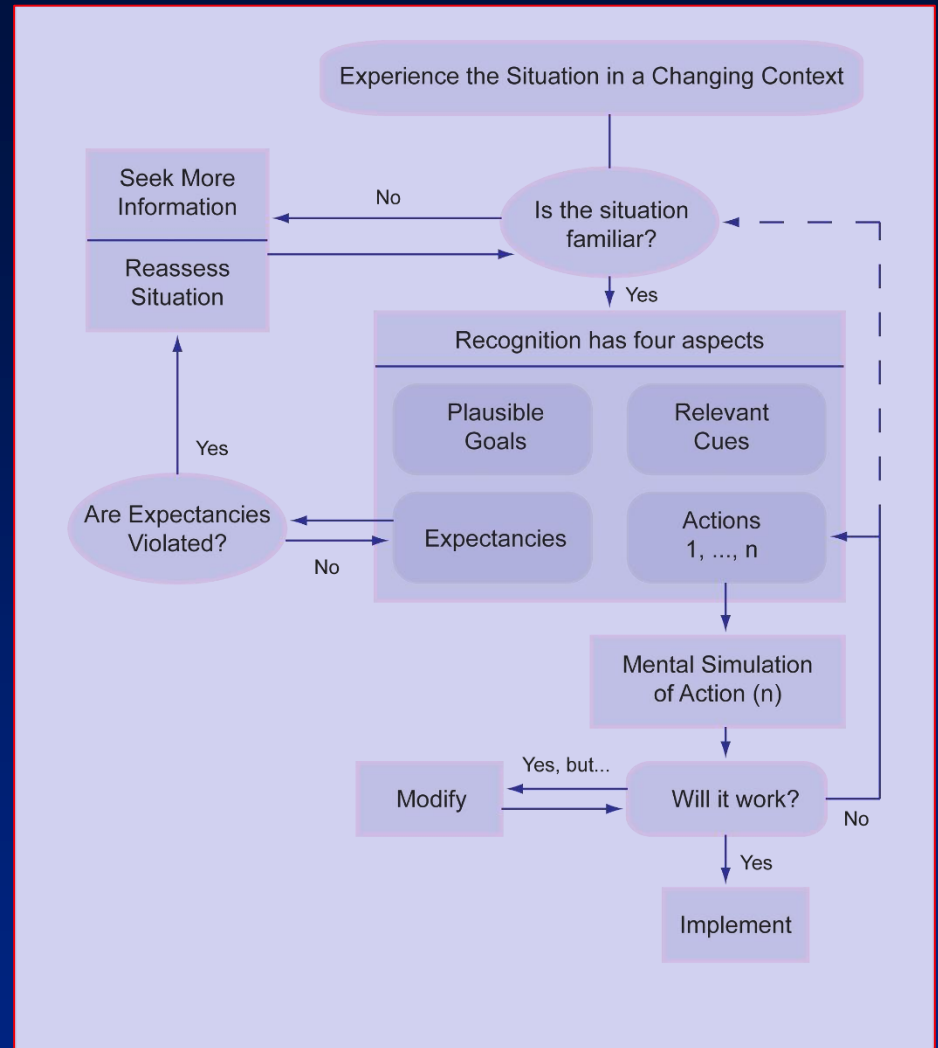 Experience the Situation in a Changing Context
Seek More
Information
No
Is the situation
familiar?
Reassess
Situation
Yes
Recognition has four aspects
Plausible
Goals
Relevant
Cues
Yes
Are Expectancies
Violated?
No
Expectancies
Actions
1, ..., n
Mental Simulation
of Action (n)
Yes, but...
Modify
Will it work?
No
Yes
Implement